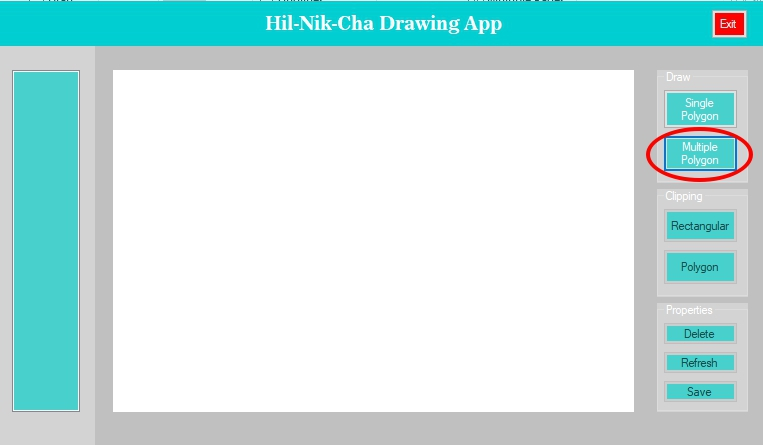 Hil-Nik-Cha Drawing App
Exit
Draw
Single
Polygon
Multiple
Polygon
Clipping
Rectangular
Polygon
Properties
Delete
Refresh
Save